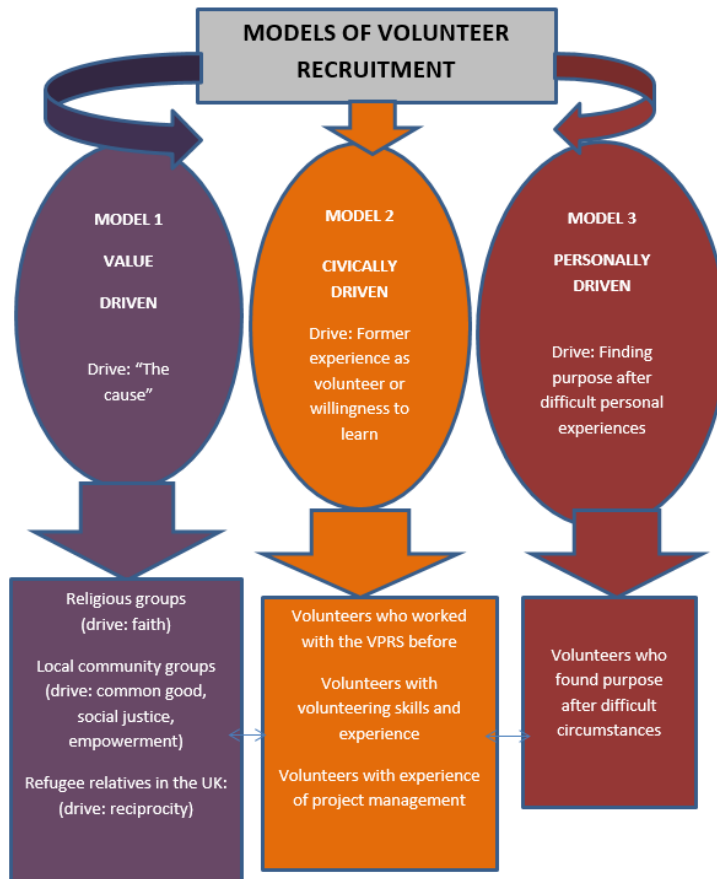 MODELS OF VOLUNTEER
RECRUITMENT
MODEL 1
VALUE
DRIVEN
Drive: “The
cause”
MODEL 2
CIVICALLY
DRIVEN
Drive: Former
experience as
volunteer or
willingness to
learn
MODEL 3
PERSONALLY
DRIVEN
Drive: Finding
purpose after
difficult personal
experiences
Religious groups
(drive: faith)
Local community groups
(drive: common good,
social justice,
empowerment)
Refugee relatives in the UK:
(drive: reciprocity)
Volunteers who worked
with the VPRS before
Volunteers with
volunteering skills and
experience
Volunteers with experience
of project management
Volunteers who
found purpose
after difficult
circumstances